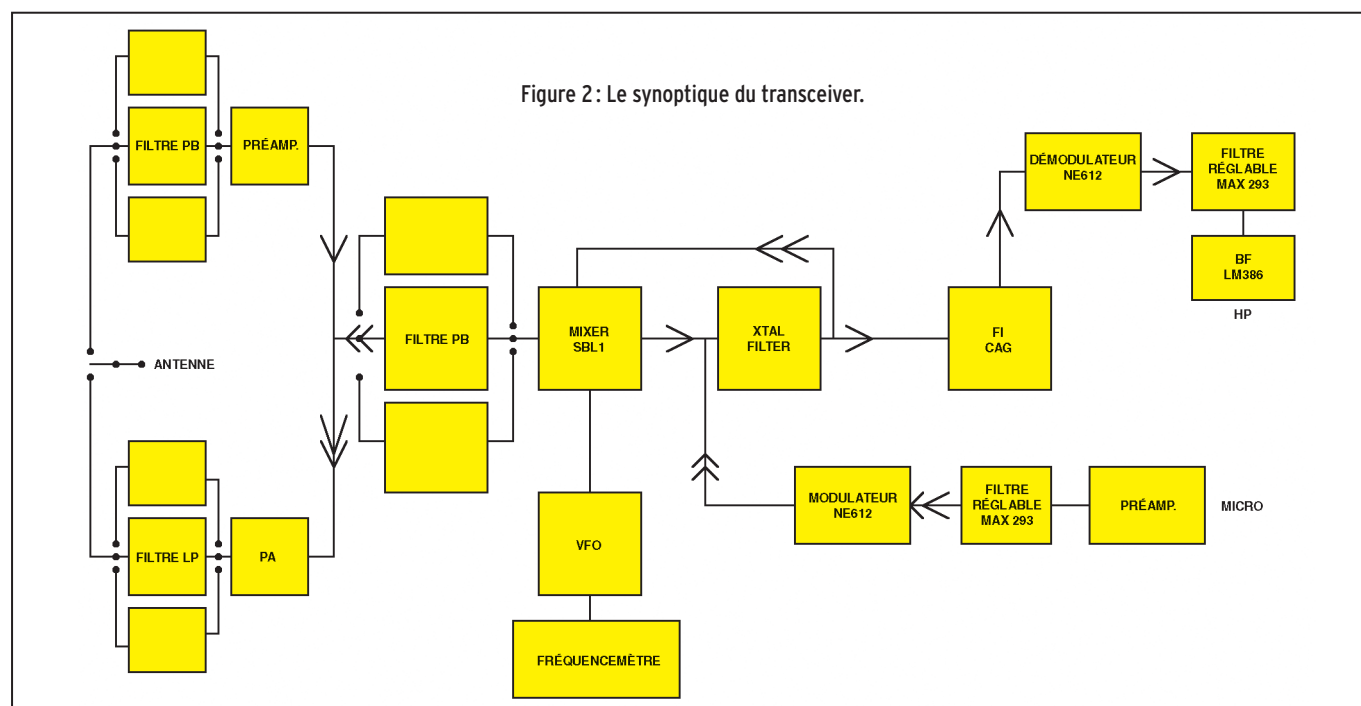 Figure 2 : Le synoptique du transceiver.
FILTRE PB
PRÉAMP.
DÉMODULATEUR
NE612
FILTRE
RÉGLABLE
MAX 293
BF
LM386
HP
FILTRE PB
MIXER
SBL1
XTAL
FILTER
FI
CAG
ANTENNE
FILTRE LP
PA
VFO
MODULATEUR
NE612
FILTRE
RÉGLABLE
MAX 293
PRÉAMP.
MICRO
FRÉQUENCEMÈTRE